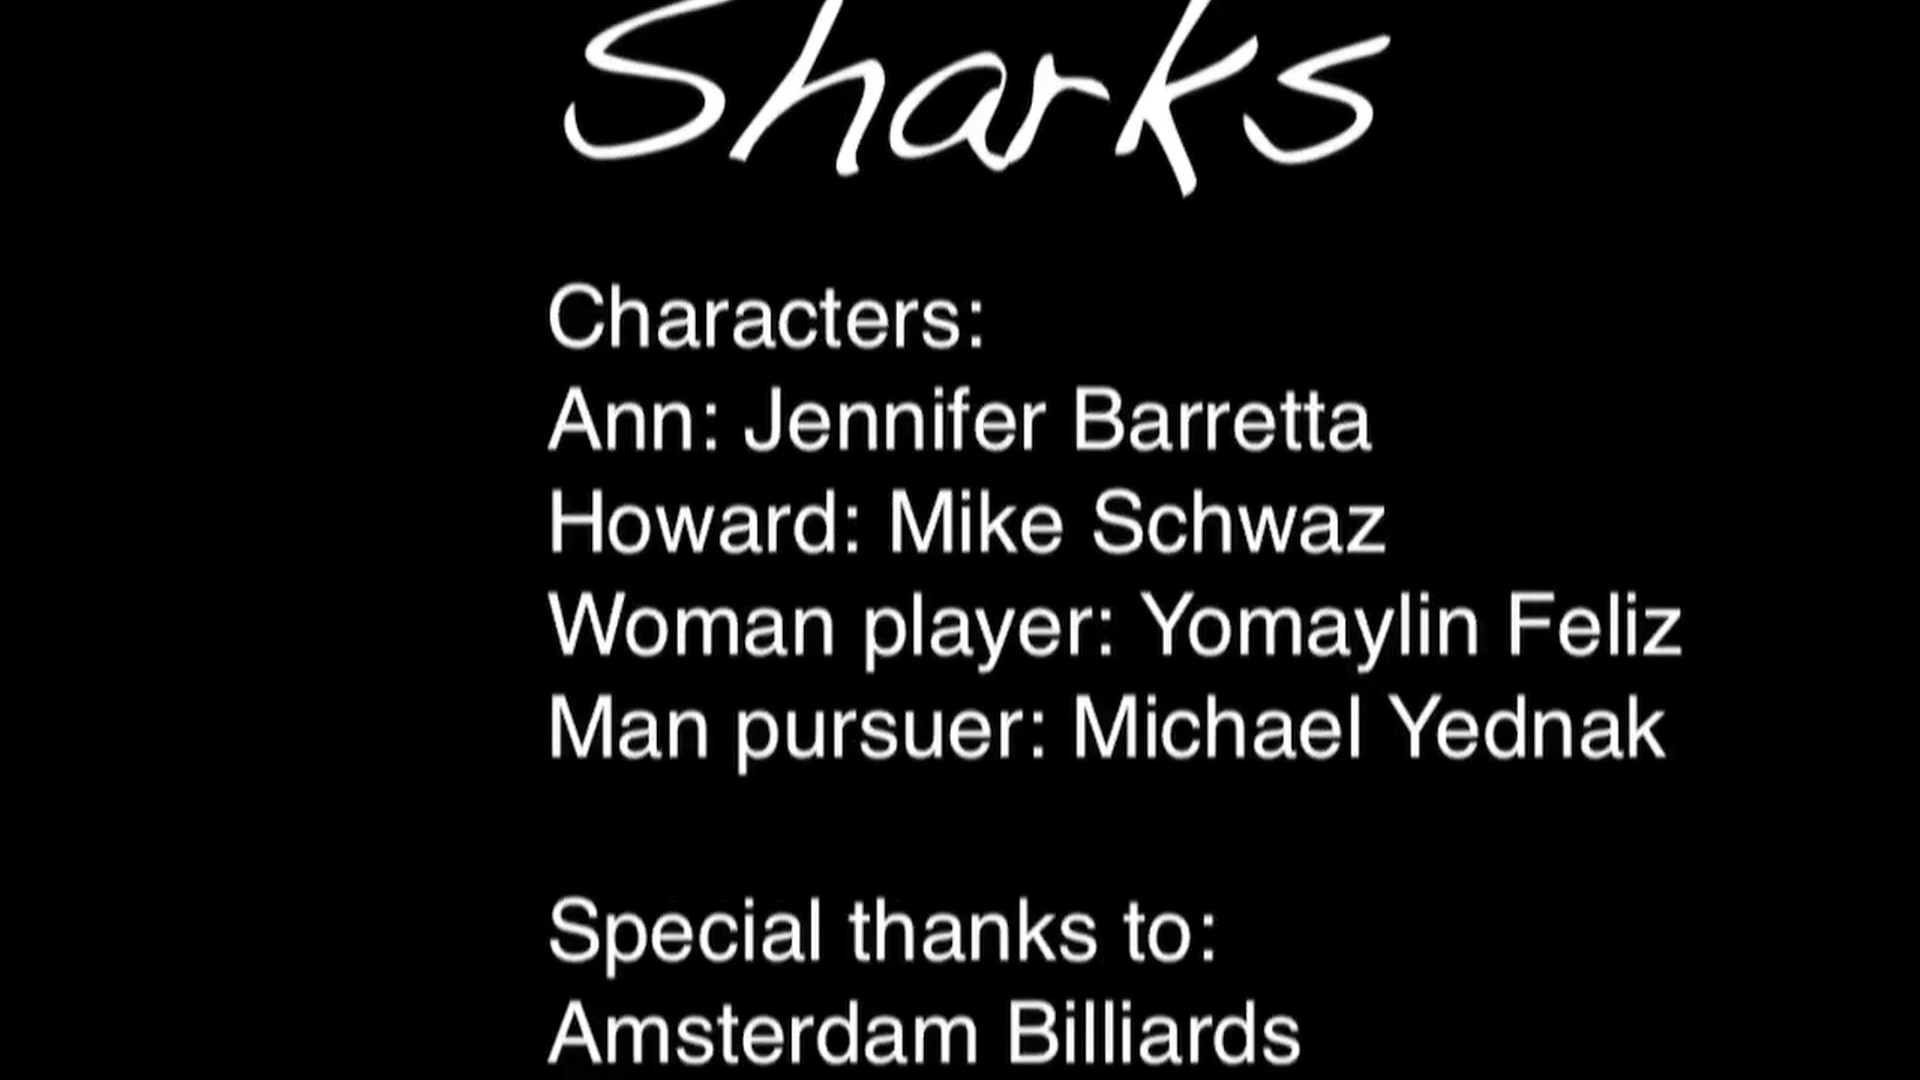 Sharks
Characters:
Ann: Jennifer Barretta
Howard: Mike Schwaz
Woman player: Yomaylin Feliz
Man pursuer: Michael Yednak
Special thanks to:
Amsterdam Billiards